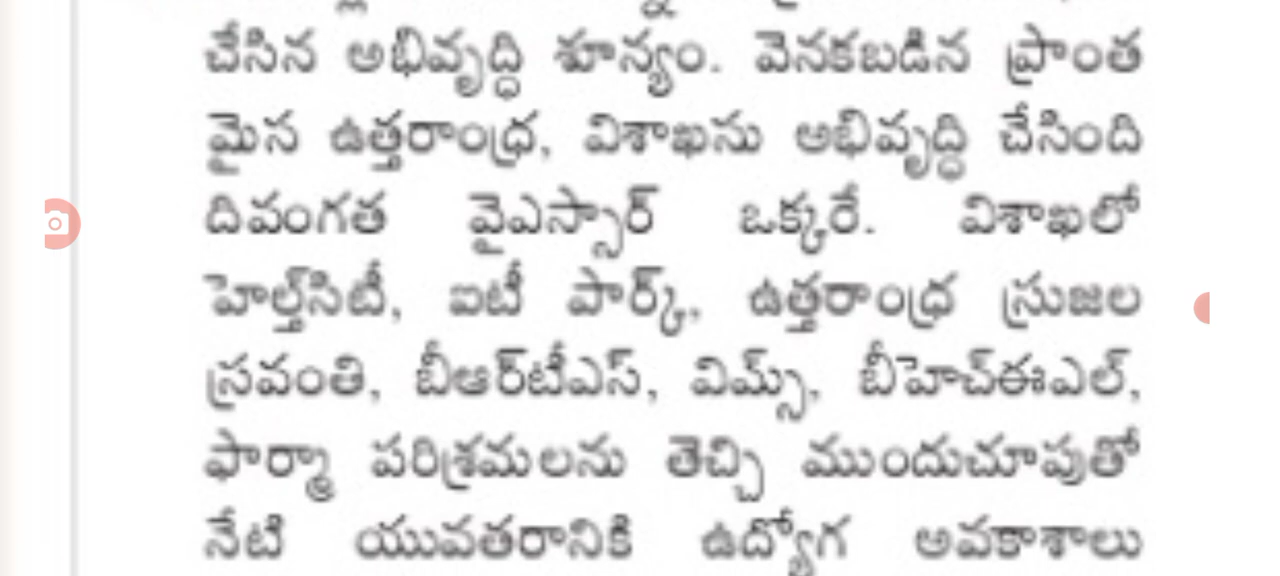 చేసిన అభివృద్ధి శూన్యం. వెనకబడిన ప్రాంత
మైన ఉత్తరాంధ్ర, విశాఖను అభివృద్ధి చేసింది
దివంగత వైఎస్సార్ ఒక్కరే. విశాఖలో
హెల్త్‌సిటీ, ఐటీ పార్క్, ఉత్తరాంధ్ర స్రుజల
స్రవంతి, బీఆర్‌టీఎస్, విమ్స్, బీహెచ్‌ఈఎల్,
ఫార్మా పరిశ్రమలను తెచ్చి ముందుచూపుతో
నేటి యువతరానికి ఉద్యోగ అవకాశాలు